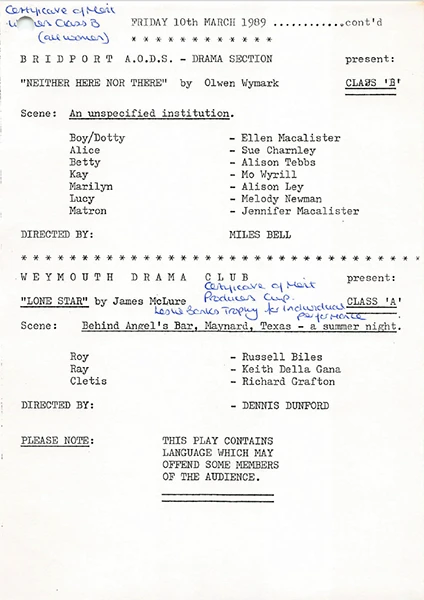 Certificate of Merit
Winner Class B
(all women)
FRIDAY 10th MARCH 1989 ............cont'd
* * * * * * * * * * * *
BRIDPORT A.O.D.S. - DRAMA SECTION present:
"NEITHER HERE NOR THERE" by Olwen Wymark CLASS 'B'
Scene: An unspecified institution.
Boy/Dotty - Ellen Macalister
Alice - Sue Charnley
Betty - Alison Tebbs
Kay - Mo Wyrill
Marilyn - Alison Ley
Lucy - Melody Newman
Matron - Jennifer Macalister
DIRECTED BY: MILES BELL
* * * * * * * * * * * * * * * * * * * * * * * * * * * * * * * * * *
WEYMOUTH DRAMA CLUB present:
Certificate of Merit
Producers Cup.
"LONE STAR" by James McLure CLASS 'A'
Leslie Banks Trophy for Individual
performance
Scene: Behind Angel's Bar, Maynard, Texas - a summer night.
Roy - Russell Biles
Ray - Keith Della Gana
Cletis - Richard Grafton
DIRECTED BY: - DENNIS DUNFORD
PLEASE NOTE: THIS PLAY CONTAINS
LANGUAGE WHICH MAY
OFFEND SOME MEMBERS
OF THE AUDIENCE.